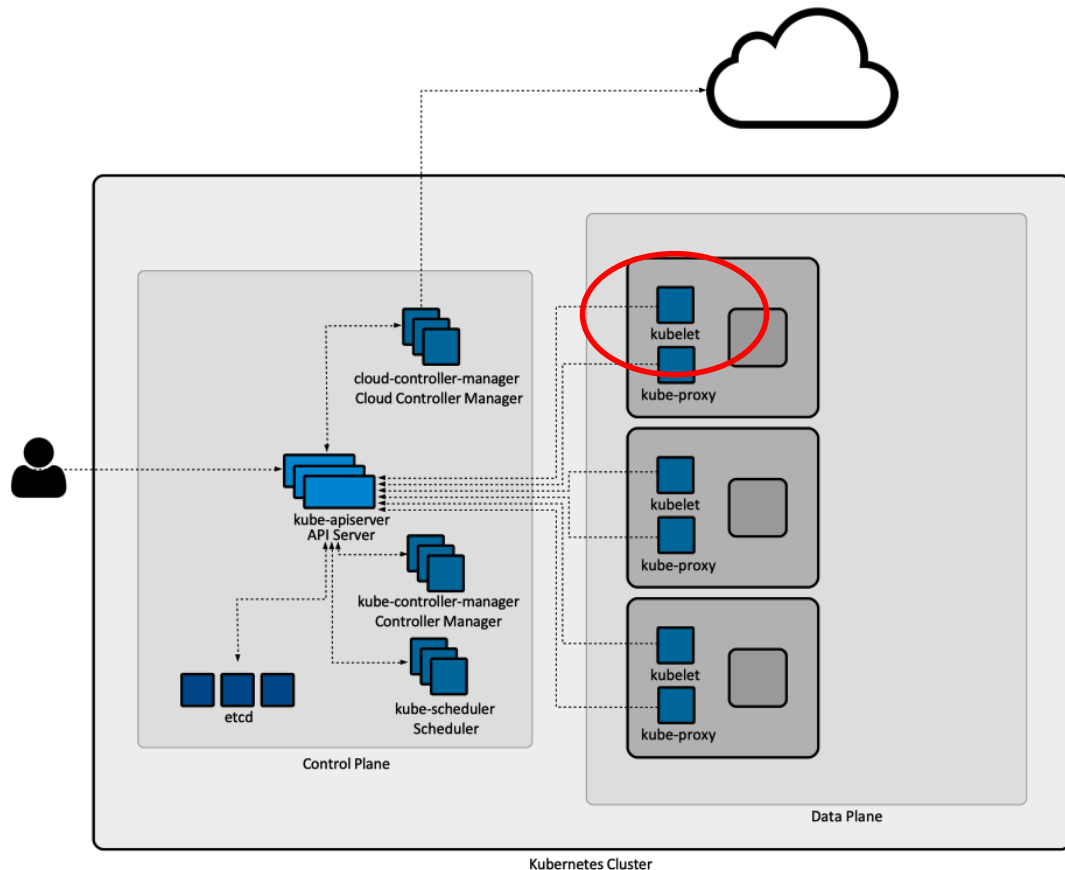 cloud-controller-manager
Cloud Controller Manager
kube-apiserver
API Server
kube-controller-manager
Controller Manager
kube-scheduler
Scheduler
etcd
Control Plane
kubelet
kube-proxy
kubelet
kube-proxy
kubelet
kube-proxy
Data Plane
Kubernetes Cluster